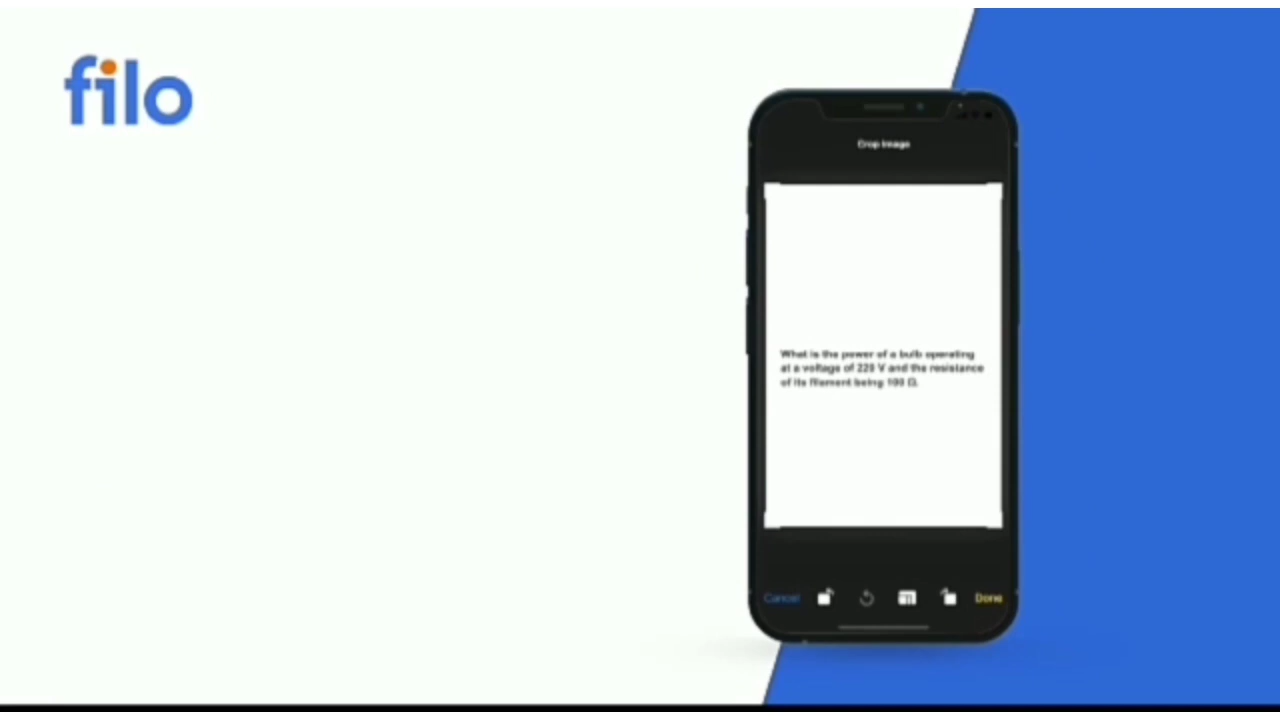 filo
Crop Image
What is the power of a bulb operating
at a voltage of 220 V and the resistance
of its filament being 100 Ω.
Cancel
Done